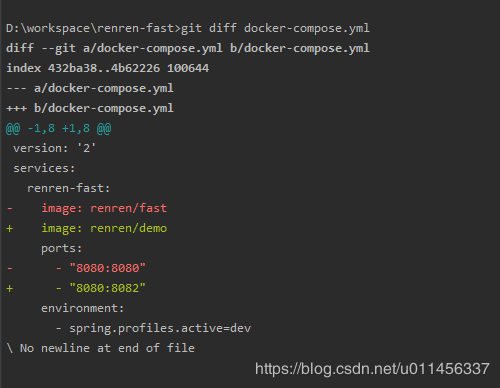 D:\workspace\renren-fast>git diff docker-compose.yml
diff --git a/docker-compose.yml b/docker-compose.yml
index 432ba38..4b62226 100644
--- a/docker-compose.yml
+++ b/docker-compose.yml
@@ -1,8 +1,8 @@
 version: '2'
 services:
   renren-fast:
-    image: renren/fast
+    image: renren/demo
     ports:
-      - "8080:8080"
+      - "8080:8082"
     environment:
       - spring.profiles.active=dev
\ No newline at end of file
https://blog.csdn.net/u011456337